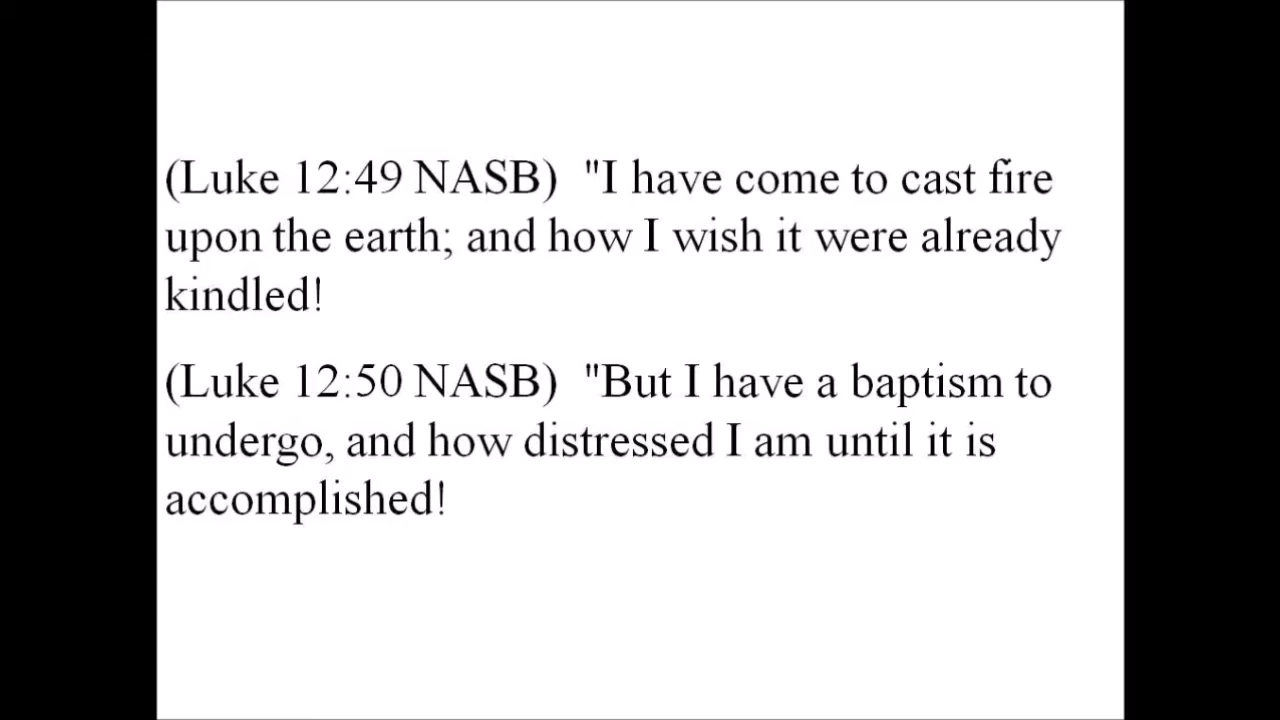 (Luke 12:49 NASB)  "I have come to cast fire
upon the earth; and how I wish it were already
kindled!
(Luke 12:50 NASB)  "But I have a baptism to
undergo, and how distressed I am until it is
accomplished!